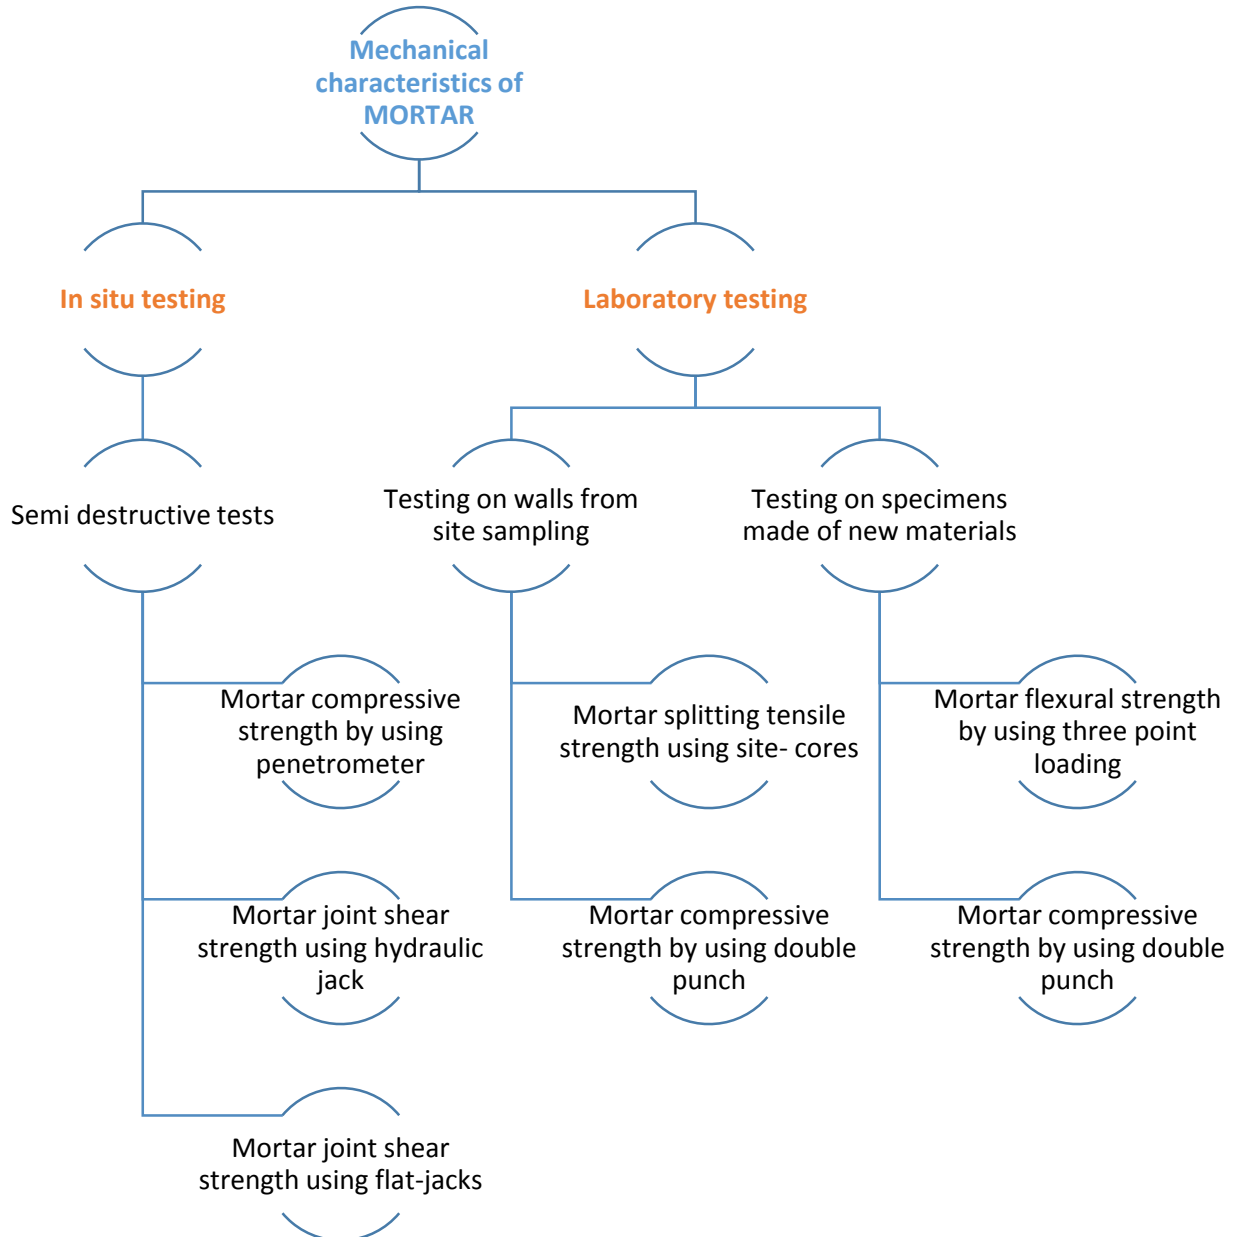 Mechanical
characteristics of
MORTAR
In situ testing
Laboratory testing
Semi destructive tests
Testing on walls from
site sampling
Testing on specimens
made of new materials
Mortar compressive
strength by using
penetrometer
Mortar splitting tensile
strength using site- cores
Mortar flexural strength
by using three point
loading
Mortar joint shear
strength using hydraulic
jack
Mortar compressive
strength by using double
punch
Mortar compressive
strength by using double
punch
Mortar joint shear
strength using flat-jacks